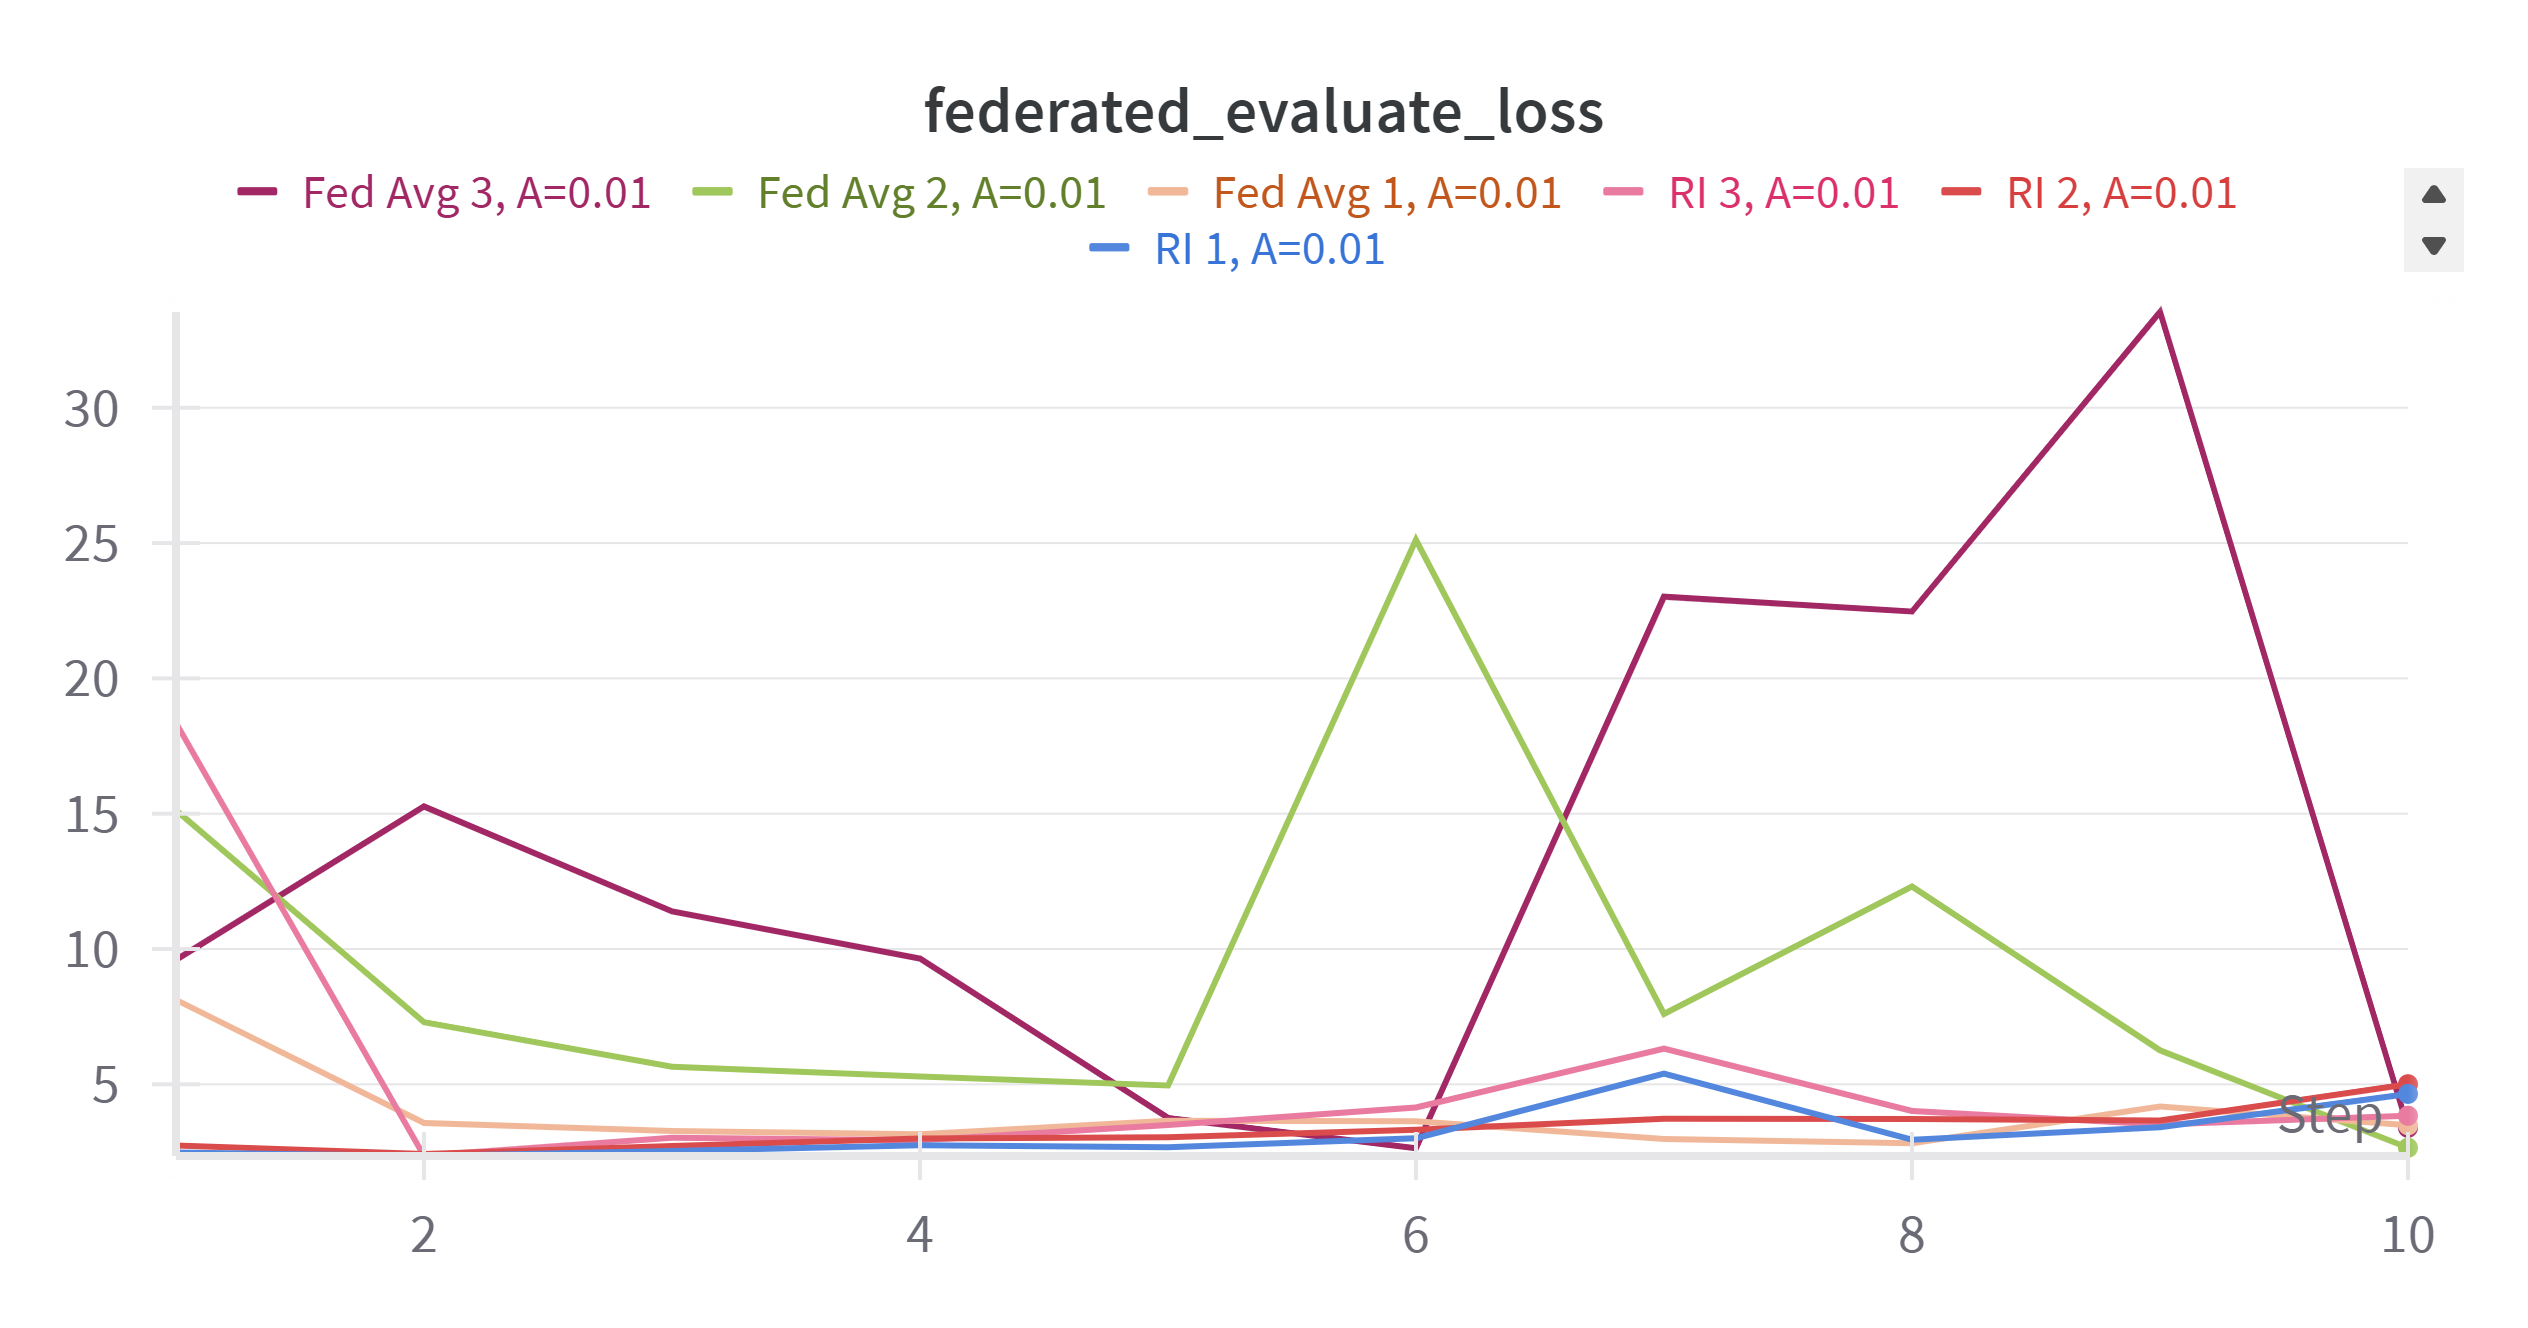 federated_evaluate_loss
Fed Avg 3, A=0.01 Fed Avg 2, A=0.01 Fed Avg 1, A=0.01 RI 3, A=0.01 RI 2, A=0.01
RI 1, A=0.01
30
25
20
15
10
5
Step
2 4 6 8 10